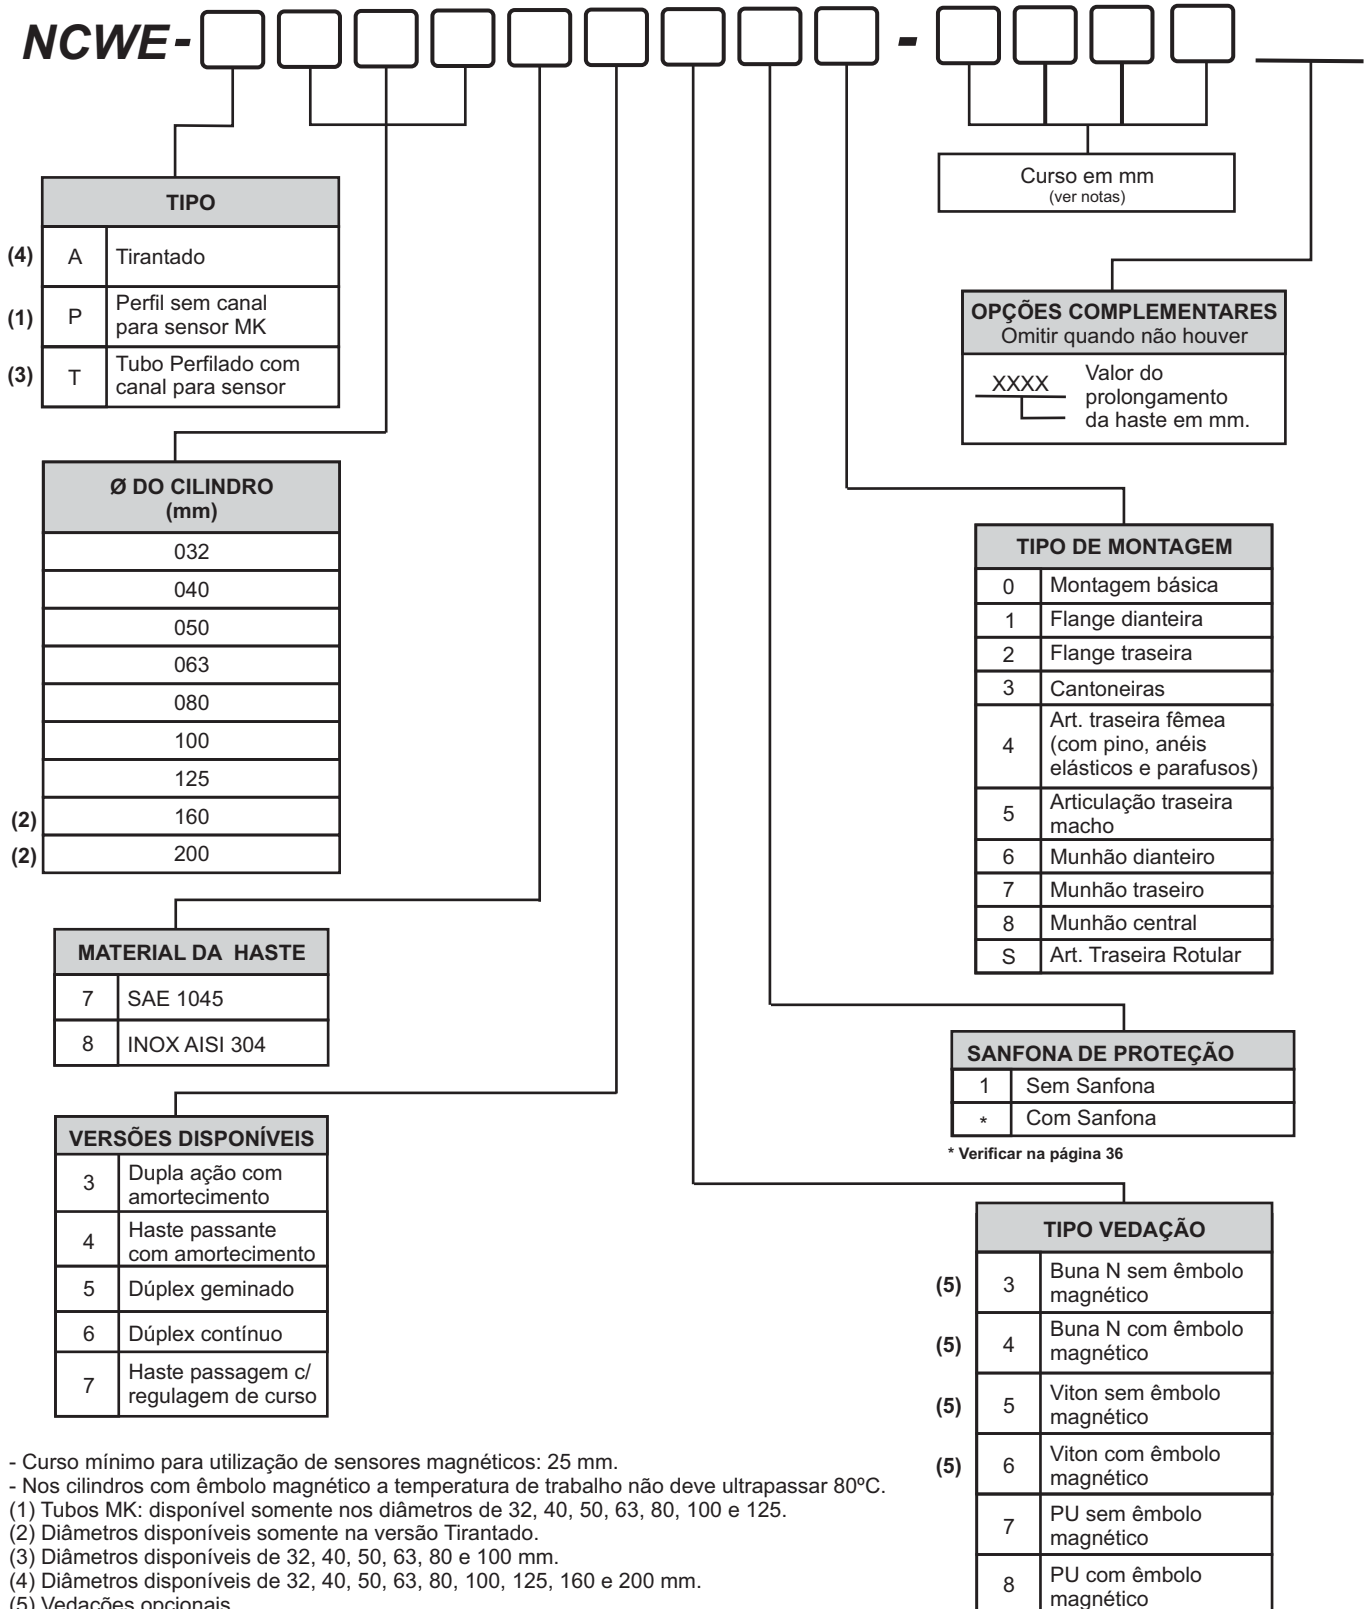 NCWE- -
TIPO
(4) A Tirantado
(1) P Perfil sem canal
para sensor MK
(3) T Tubo Perfilado com
canal para sensor
Ø DO CILINDRO
(mm)
032
040
050
063
080
100
125
(2) 160
(2) 200
MATERIAL DA HASTE
7 SAE 1045
8 INOX AISI 304
VERSÕES DISPONÍVEIS
3 Dupla ação com
amortecimento
4 Haste passante
com amortecimento
5 Dúplex geminado
6 Dúplex contínuo
7 Haste passagem c/
regulagem de curso
Curso em mm
(ver notas)
OPÇÕES COMPLEMENTARES
Omitir quando não houver
XXXX Valor do
prolongamento
da haste em mm.
TIPO DE MONTAGEM
0 Montagem básica
1 Flange dianteira
2 Flange traseira
3 Cantoneiras
4 Art. traseira fêmea
(com pino, anéis
elásticos e parafusos)
5 Articulação traseira
macho
6 Munhão dianteiro
7 Munhão traseiro
8 Munhão central
S Art. Traseira Rotular
SANFONA DE PROTEÇÃO
1 Sem Sanfona
* Com Sanfona
* Verificar na página 36
TIPO VEDAÇÃO
(5) 3 Buna N sem êmbolo
magnético
(5) 4 Buna N com êmbolo
magnético
(5) 5 Viton sem êmbolo
magnético
(5) 6 Viton com êmbolo
magnético
7 PU sem êmbolo
magnético
8 PU com êmbolo
magnético
- Curso mínimo para utilização de sensores magnéticos: 25 mm.
- Nos cilindros com êmbolo magnético a temperatura de trabalho não deve ultrapassar 80ºC.
(1) Tubos MK: disponível somente nos diâmetros de 32, 40, 50, 63, 80, 100 e 125.
(2) Diâmetros disponíveis somente na versão Tirantado.
(3) Diâmetros disponíveis de 32, 40, 50, 63, 80 e 100 mm.
(4) Diâmetros disponíveis de 32, 40, 50, 63, 80, 100, 125, 160 e 200 mm.
(5) Vedações opcionais